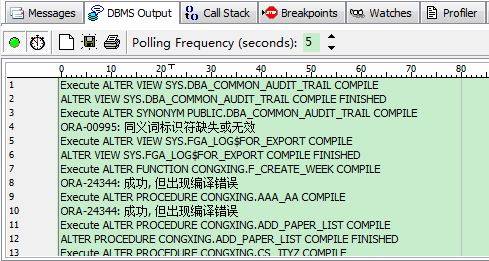 Messages DBMS Output Call Stack Breakpoints Watches Profiler
Polling Frequency (seconds): 5
0 10 20 30 40 50 60 70 80
1 Execute ALTER VIEW SYS.DBA_COMMON_AUDIT_TRAIL COMPILE
2 ALTER VIEW SYS.DBA_COMMON_AUDIT_TRAIL COMPILE FINISHED
3 Execute ALTER SYNONYM PUBLIC.DBA_COMMON_AUDIT_TRAIL COMPILE
4 ORA-00995: 同义词标识符缺失或无效
5 Execute ALTER VIEW SYS.FGA_LOG$FOR_EXPORT COMPILE
6 ALTER VIEW SYS.FGA_LOG$FOR_EXPORT COMPILE FINISHED
7 Execute ALTER FUNCTION CONGXING.F_CREATE_WEEK COMPILE
8 ORA-24344: 成功, 但出现编译错误
9 Execute ALTER PROCEDURE CONGXING.AAA_AA COMPILE
10 ORA-24344: 成功, 但出现编译错误
11 Execute ALTER PROCEDURE CONGXING.ADD_PAPER_LIST COMPILE
12 ALTER PROCEDURE CONGXING.ADD_PAPER_LIST COMPILE FINISHED
13 Execute ALTER PROCEDURE CONGXING.CS_JTYZ COMPILE